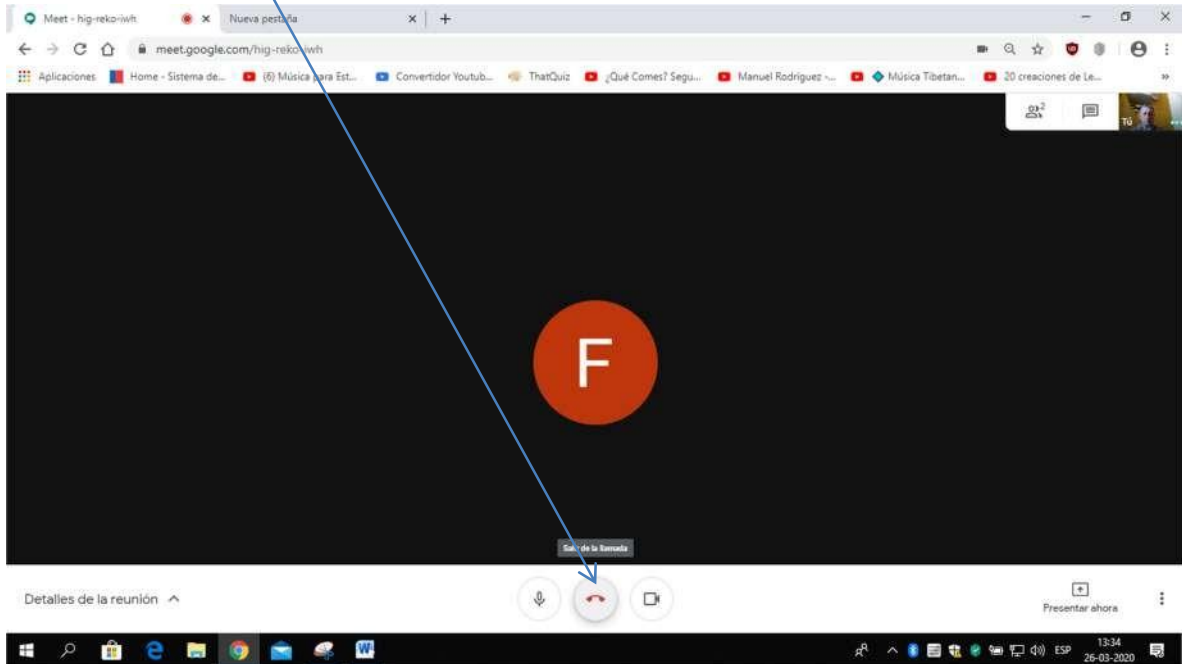 Meet - hig-reko-iwh
Nueva pestaña
meet.google.com/hig-reko-iwh
Aplicaciones
Home - Sistema de...
(6) Música para Est...
Convertidor Youtub...
ThatQuiz
¿Qué Comes? Segu...
Manuel Rodriguez -...
Música Tibetan...
20 creaciones de Le...
2
Tú
F
Salir de la llamada
Detalles de la reunión
Presentar ahora
ESP
13:34
26-03-2020